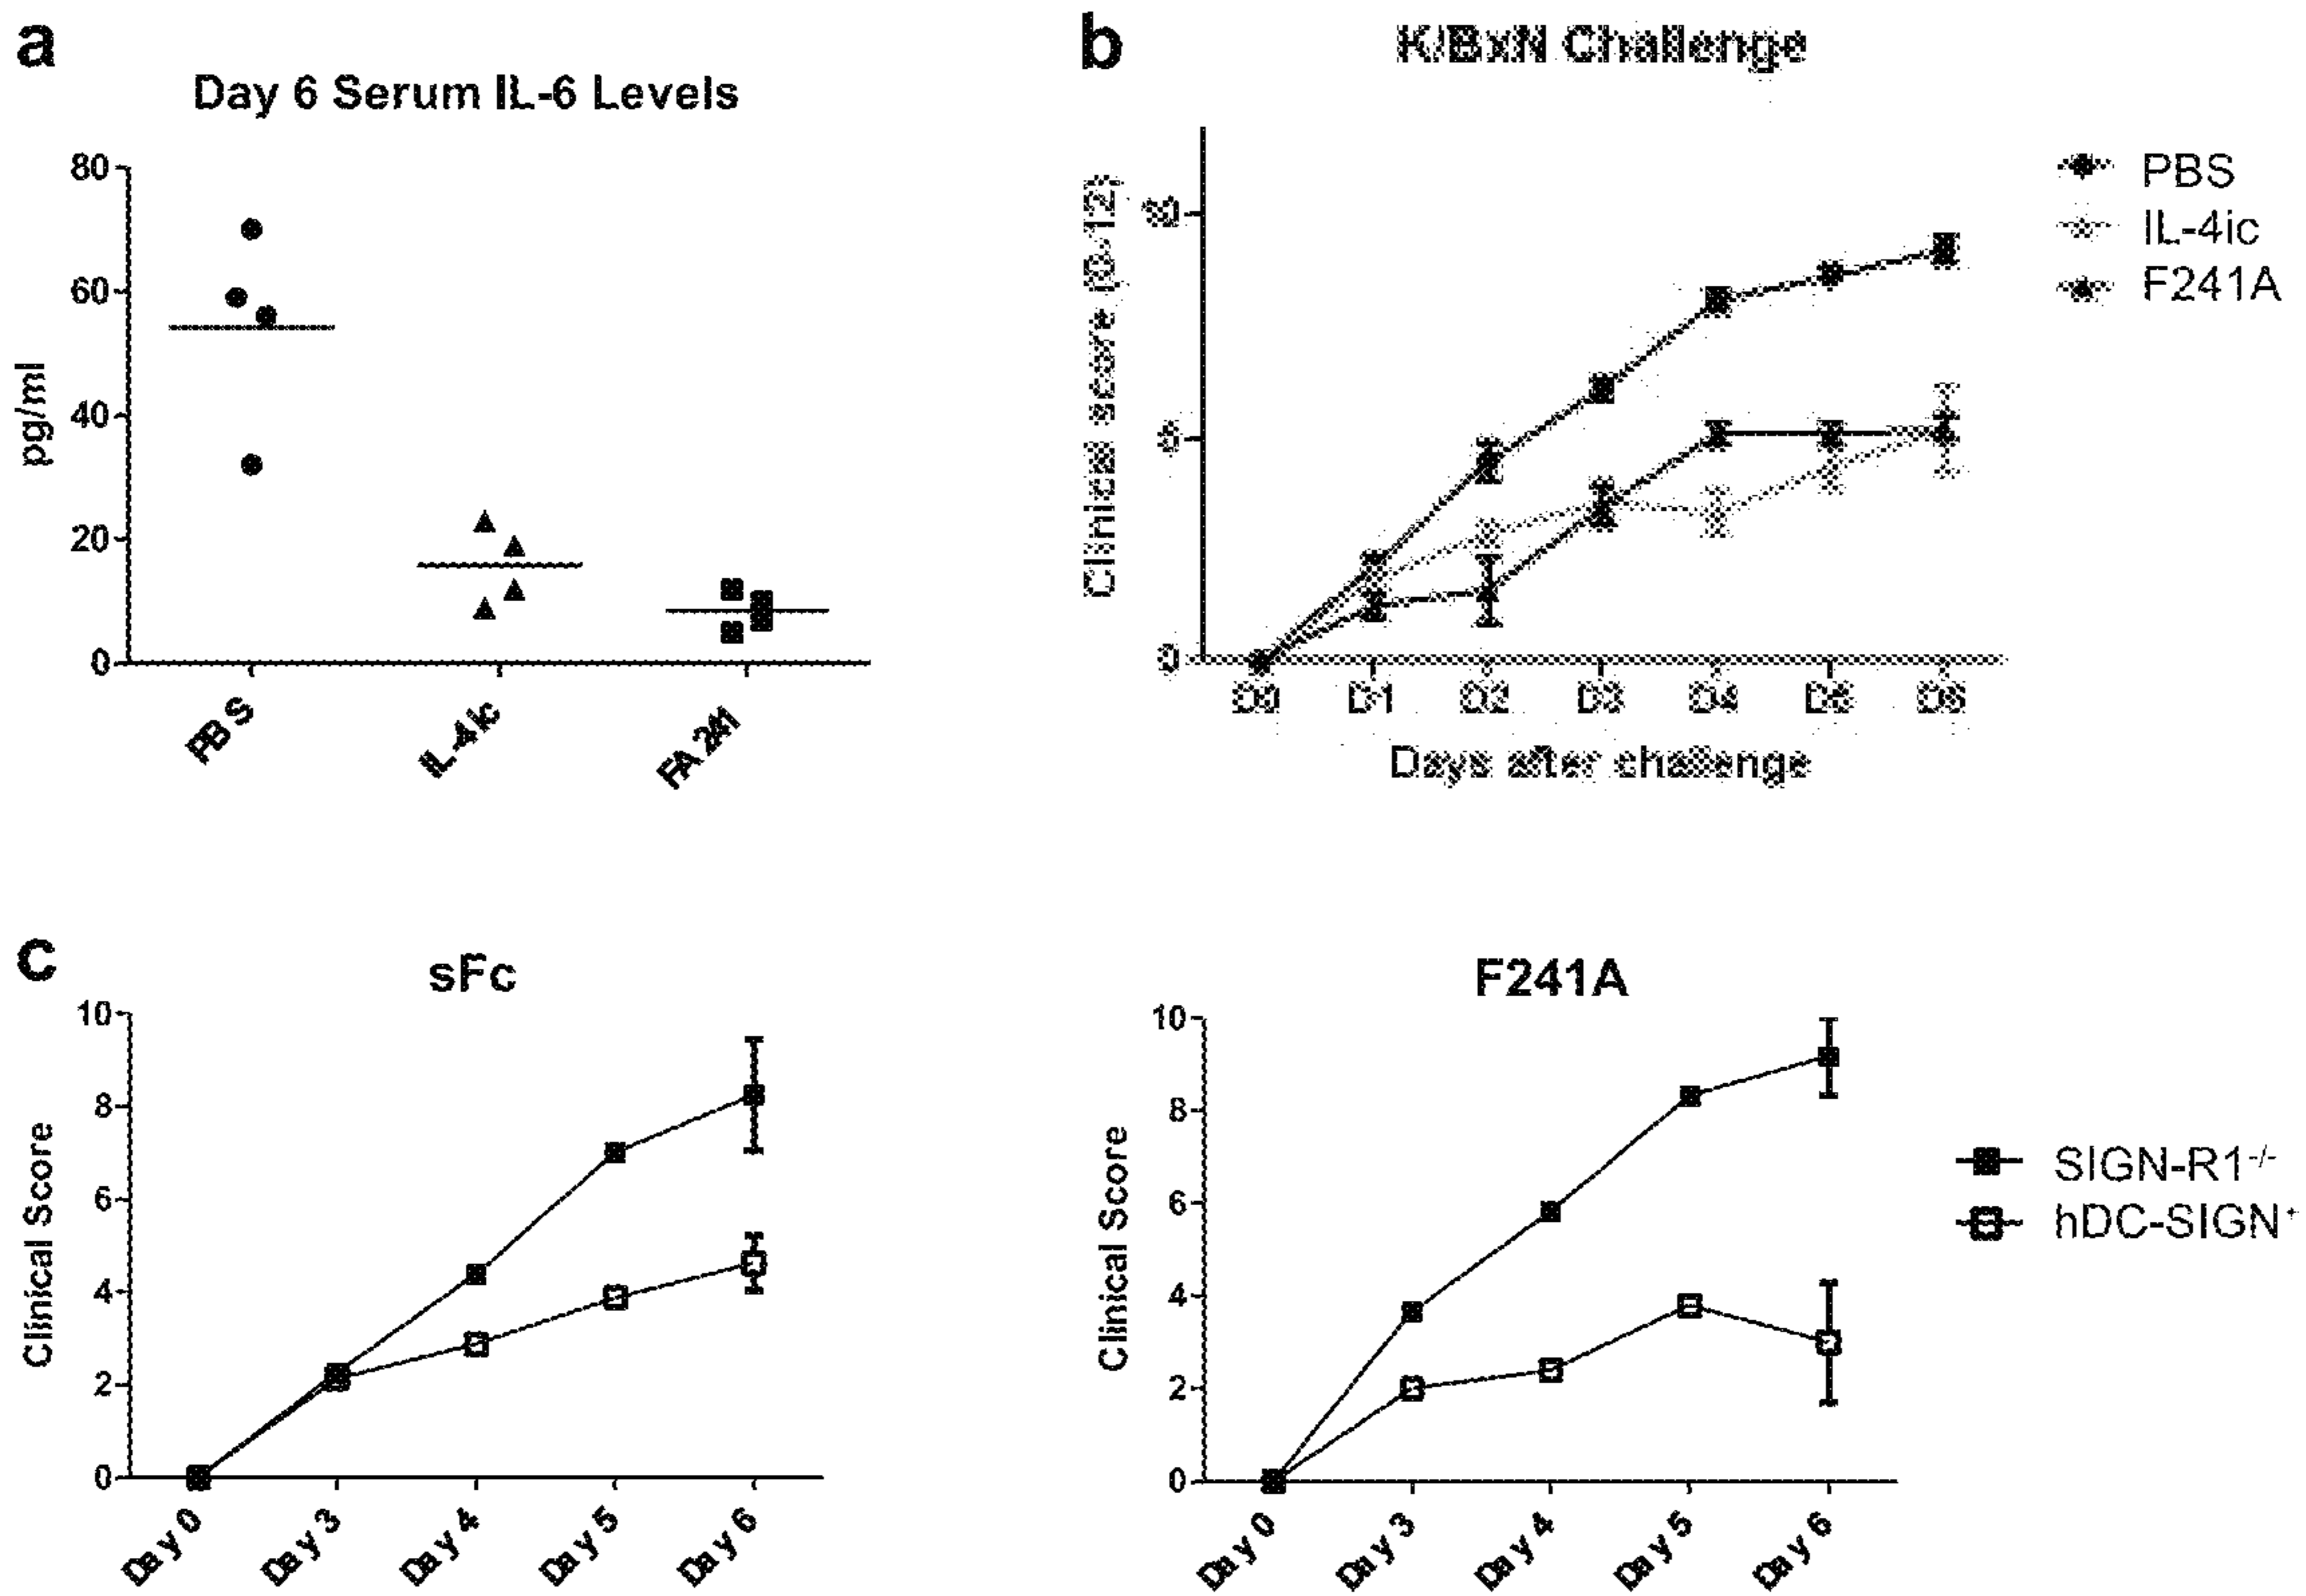 a
Day 6 Serum IL-6 Levels
80
60
40
20
0
pg/ml
PBS
IL-4ic
FA241
b
K/BxN Challenge
Clinical score (0-12)
10
5
0
D0 D1 D2 D3 D4 D5 D6
Days after challenge
PBS
IL-4ic
F241A
c
sFc
10
8
6
4
2
0
Clinical Score
Day 0
Day 3
Day 4
Day 5
Day 6
F241A
10
8
6
4
2
0
Clinical Score
Day 0
Day 3
Day 4
Day 5
Day 6
SIGN-R1-/-
hDC-SIGN+